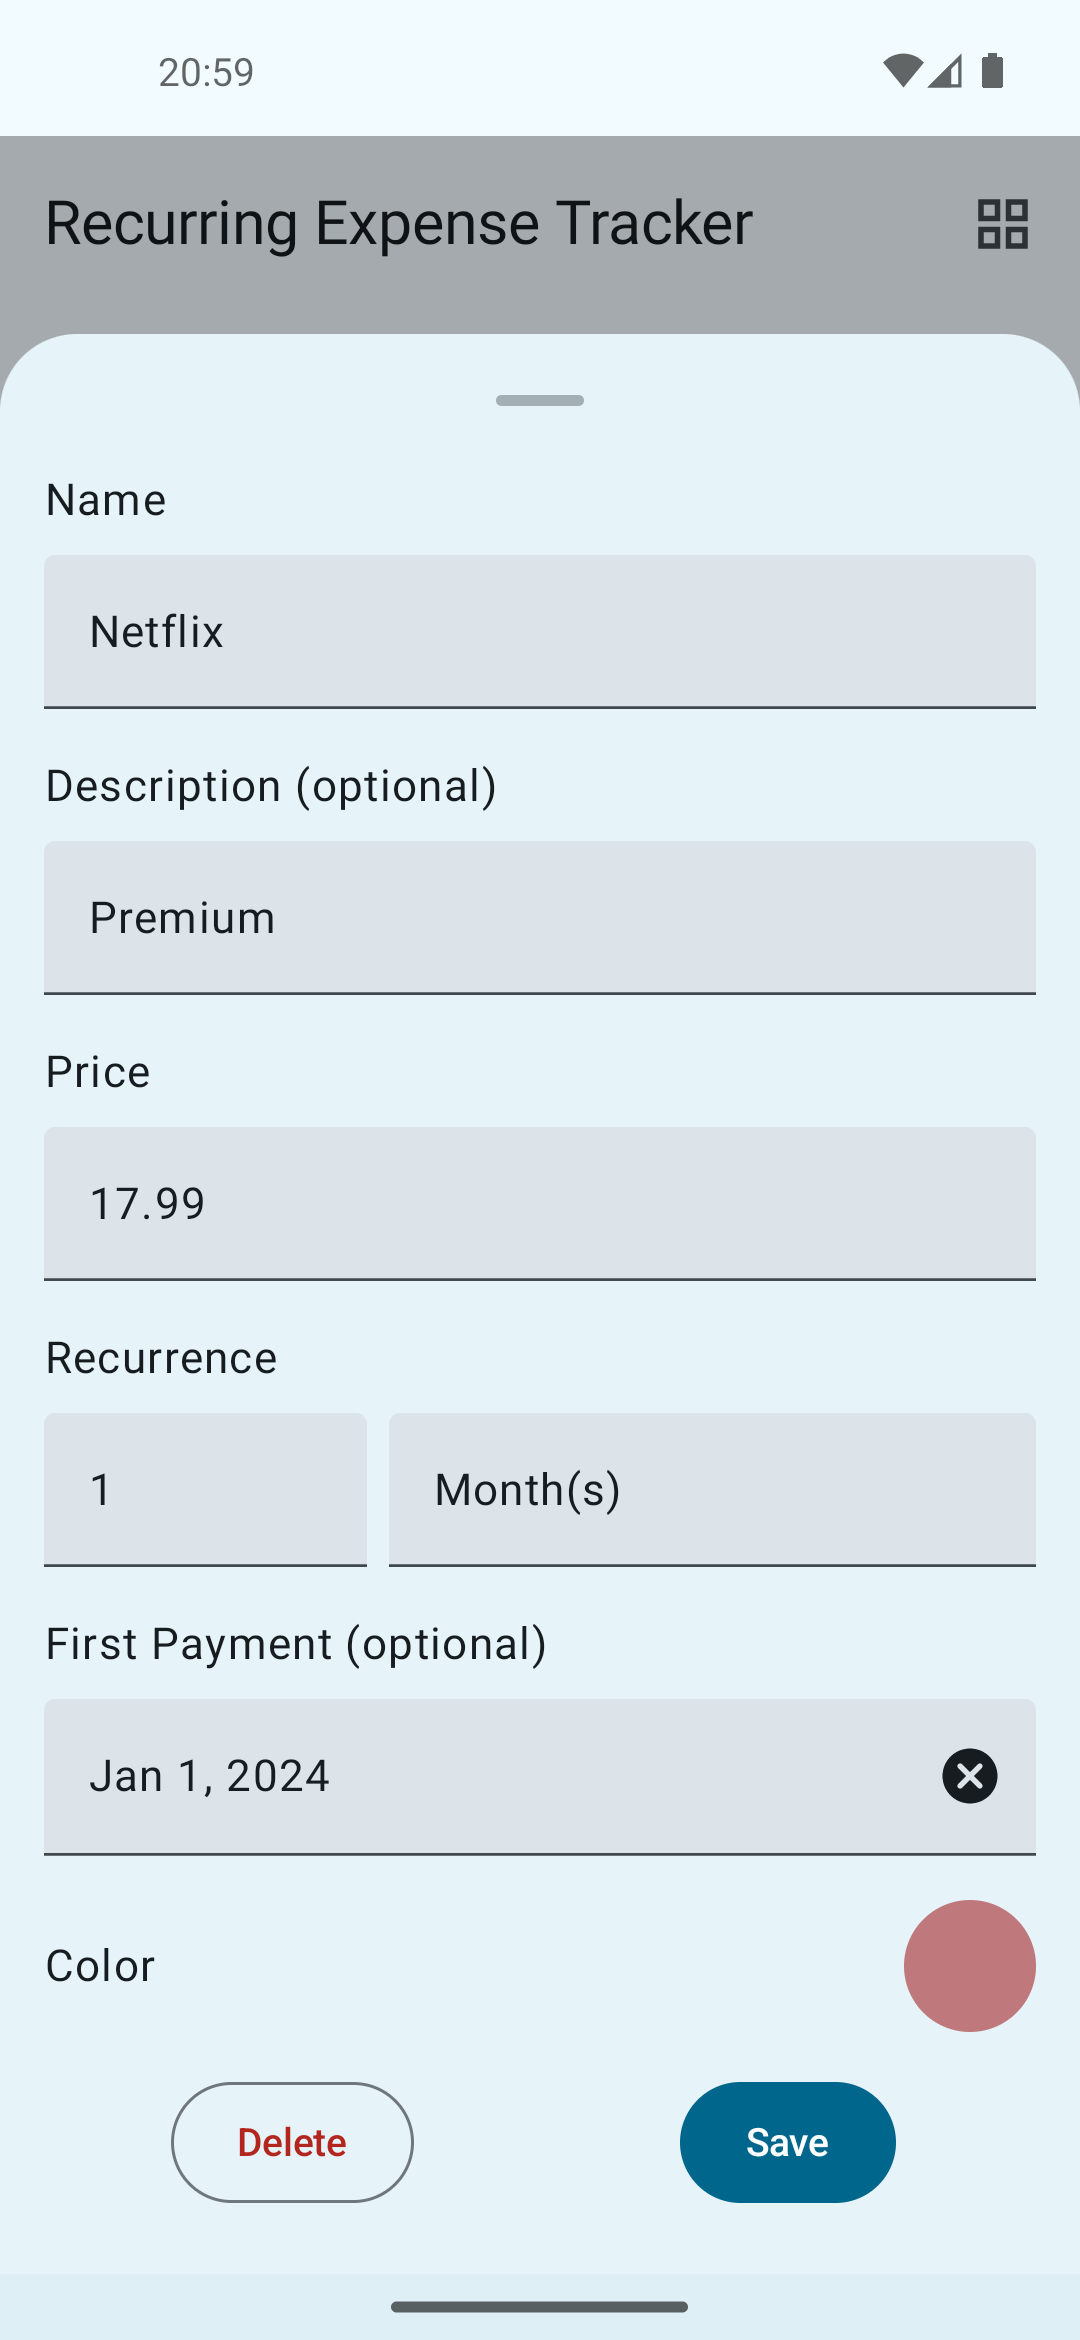 20:59
Recurring Expense Tracker
Name
Netflix
Description (optional)
Premium
Price
17.99
Recurrence
1 Month(s)
First Payment (optional)
Jan 1, 2024
Color
Delete Save